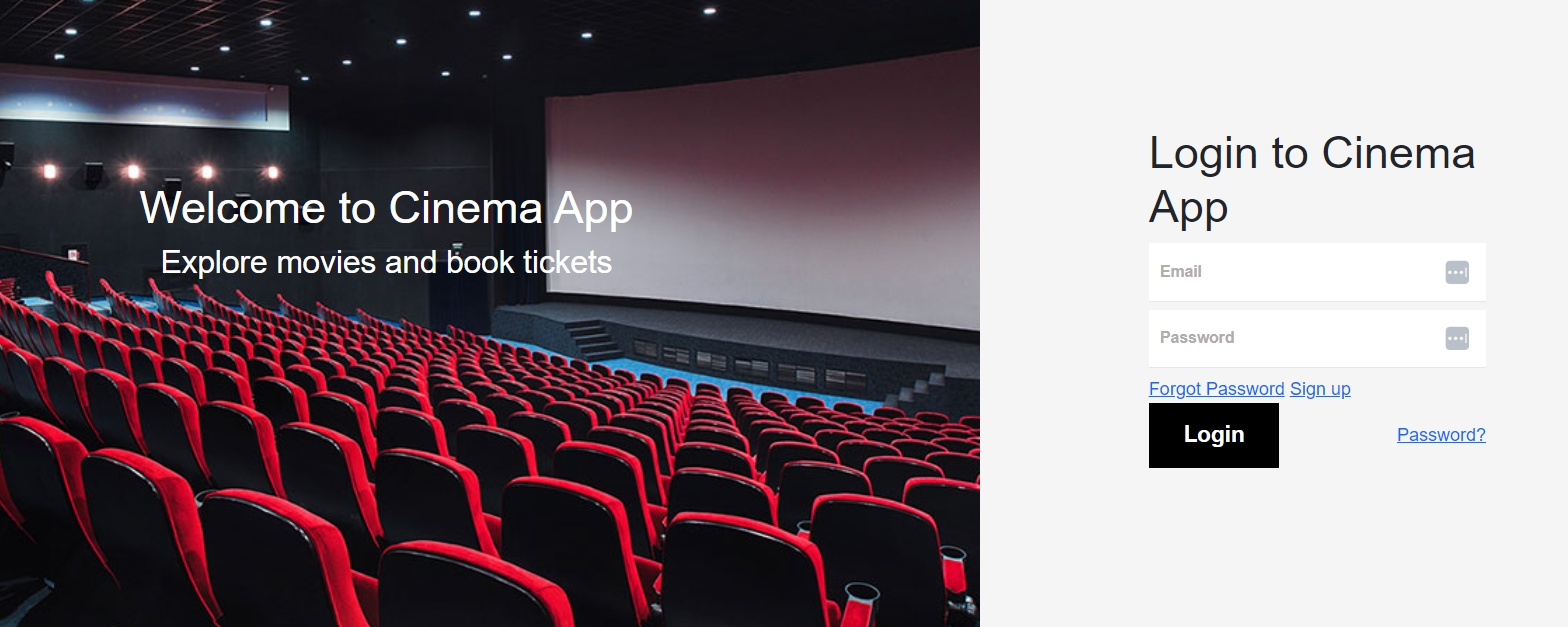 Welcome to Cinema App
Explore movies and book tickets
Login to Cinema
App
Email
Password
Forgot Password Sign up
Login
Password?